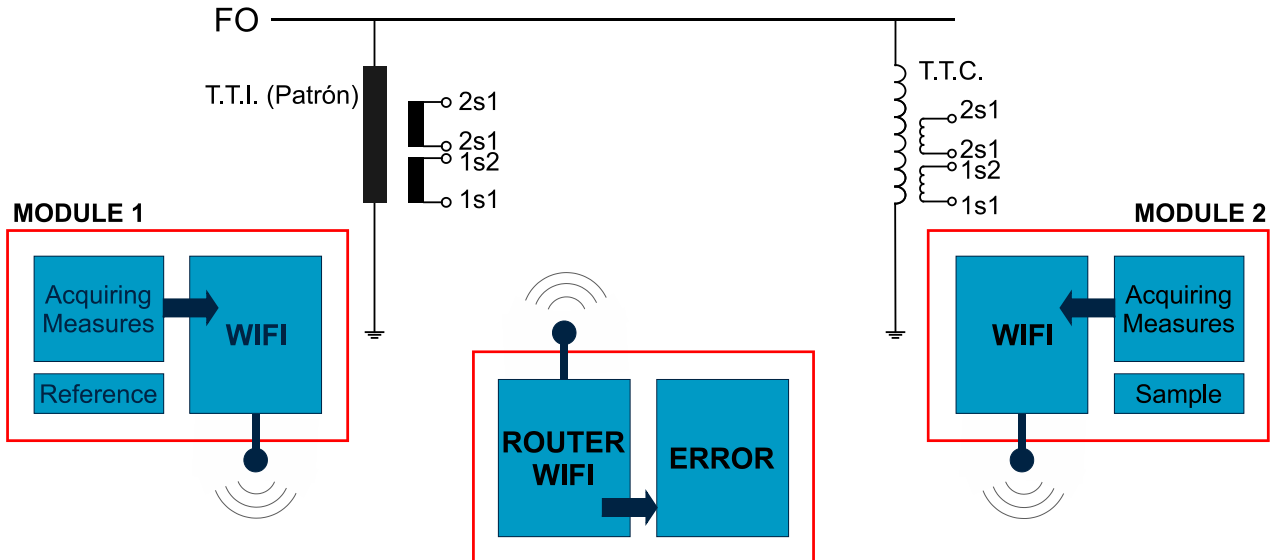 FO
T.T.I. (Patrón)
2s1
2s1
1s2
1s1
T.T.C.
2s1
2s1
1s2
1s1
MODULE 1
Acquiring
Measures
WIFI
Reference
ROUTER
WIFI
ERROR
MODULE 2
WIFI
Acquiring
Measures
Sample